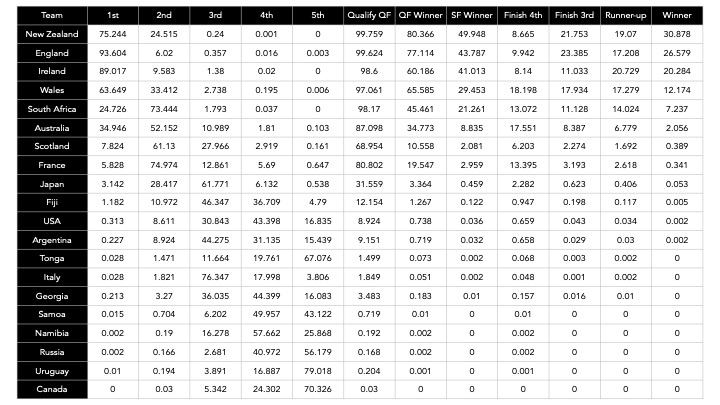 Team 1st 2nd 3rd 4th 5th Qualify QF QF Winner SF Winner Finish 4th Finish 3rd Runner-up Winner
New Zealand 75.244 24.515 0.24 0.001 0 99.759 80.366 49.948 8.665 21.753 19.07 30.878
England 93.604 6.02 0.357 0.016 0.003 99.624 77.114 43.787 9.942 23.385 17.208 26.579
Ireland 89.017 9.583 1.38 0.02 0 98.6 60.186 41.013 8.14 11.033 20.729 20.284
Wales 63.649 33.412 2.738 0.195 0.006 97.061 65.585 29.453 18.198 17.934 17.279 12.174
South Africa 24.726 73.444 1.793 0.037 0 98.17 45.461 21.261 13.072 11.128 14.024 7.237
Australia 34.946 52.152 10.989 1.81 0.103 87.098 34.773 8.835 17.551 8.387 6.779 2.056
Scotland 7.824 61.13 27.966 2.919 0.161 68.954 10.558 2.081 6.203 2.274 1.692 0.389
France 5.828 74.974 12.861 5.69 0.647 80.802 19.547 2.959 13.395 3.193 2.618 0.341
Japan 3.142 28.417 61.771 6.132 0.538 31.559 3.364 0.459 2.282 0.623 0.406 0.053
Fiji 1.182 10.972 46.347 36.709 4.79 12.154 1.267 0.122 0.947 0.198 0.117 0.005
USA 0.313 8.611 30.843 43.398 16.835 8.924 0.738 0.036 0.659 0.043 0.034 0.002
Argentina 0.227 8.924 44.275 31.135 15.439 9.151 0.719 0.032 0.658 0.029 0.03 0.002
Tonga 0.028 1.471 11.664 19.761 67.076 1.499 0.073 0.002 0.068 0.003 0.002 0
Italy 0.028 1.821 76.347 17.998 3.806 1.849 0.051 0.002 0.048 0.001 0.002 0
Georgia 0.213 3.27 36.035 44.399 16.083 3.483 0.183 0.01 0.157 0.016 0.01 0
Samoa 0.015 0.704 6.202 49.957 43.122 0.719 0.01 0 0.01 0 0 0
Namibia 0.002 0.19 16.278 57.662 25.868 0.192 0.002 0 0.002 0 0 0
Russia 0.002 0.166 2.681 40.972 56.179 0.168 0.002 0 0.002 0 0 0
Uruguay 0.01 0.194 3.891 16.887 79.018 0.204 0.001 0 0.001 0 0 0
Canada 0 0.03 5.342 24.302 70.326 0.03 0 0 0 0 0 0